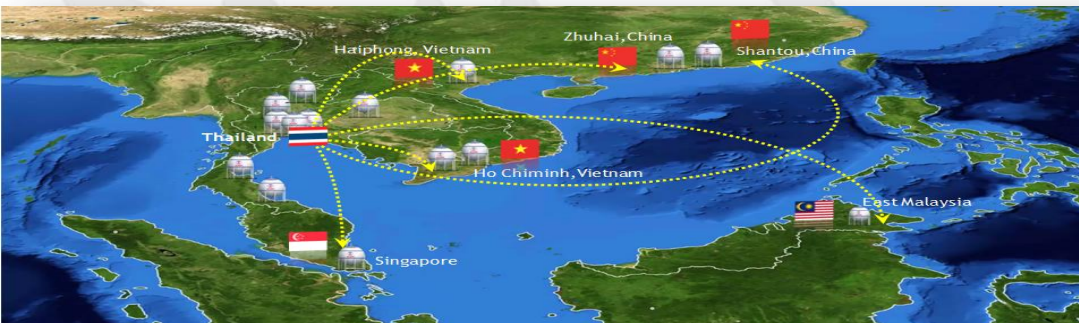 Zhuhai,China
Haiphong, Vietnam
Shantou,China
Thailand
Ho Chiminh,Vietnam
East Malaysia
Singapore